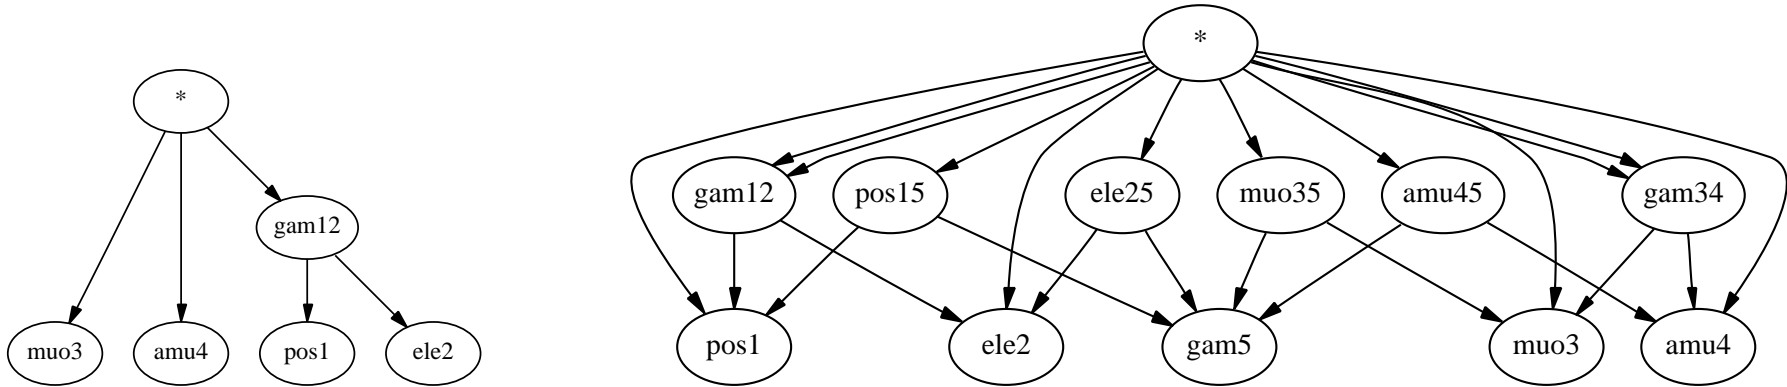 *
gam12
muo3 amu4 pos1 ele2
*
gam12 pos15 ele25 muo35 amu45 gam34
pos1 ele2 gam5 muo3 amu4